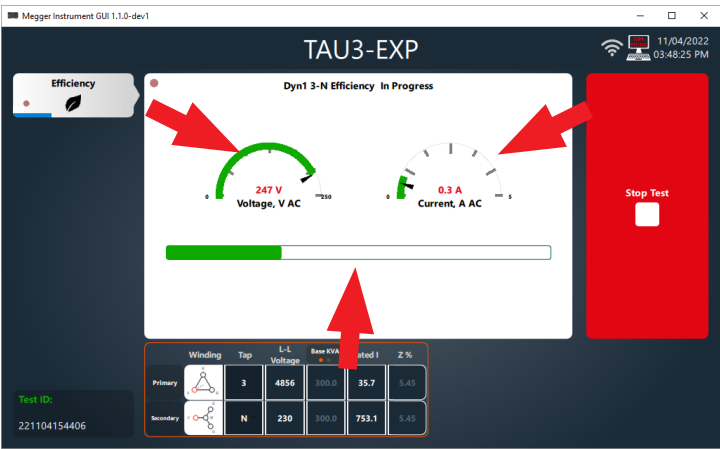 Megger Instrument GUI 1.1.0-dev1
TAU3-EXP
11/04/2022
03:48:25 PM
Efficiency
Dyn1 3-N Efficiency In Progress
0
247 V
250
Voltage, V AC
0
0.3 A
5
Current, A AC
Stop Test
Winding Tap L-L Voltage Base KVA I Z %
Primary 3 4856 300.0 35.7 5.45
Secondary N 230 300.0 753.1 5.45
Test ID:
221104154406